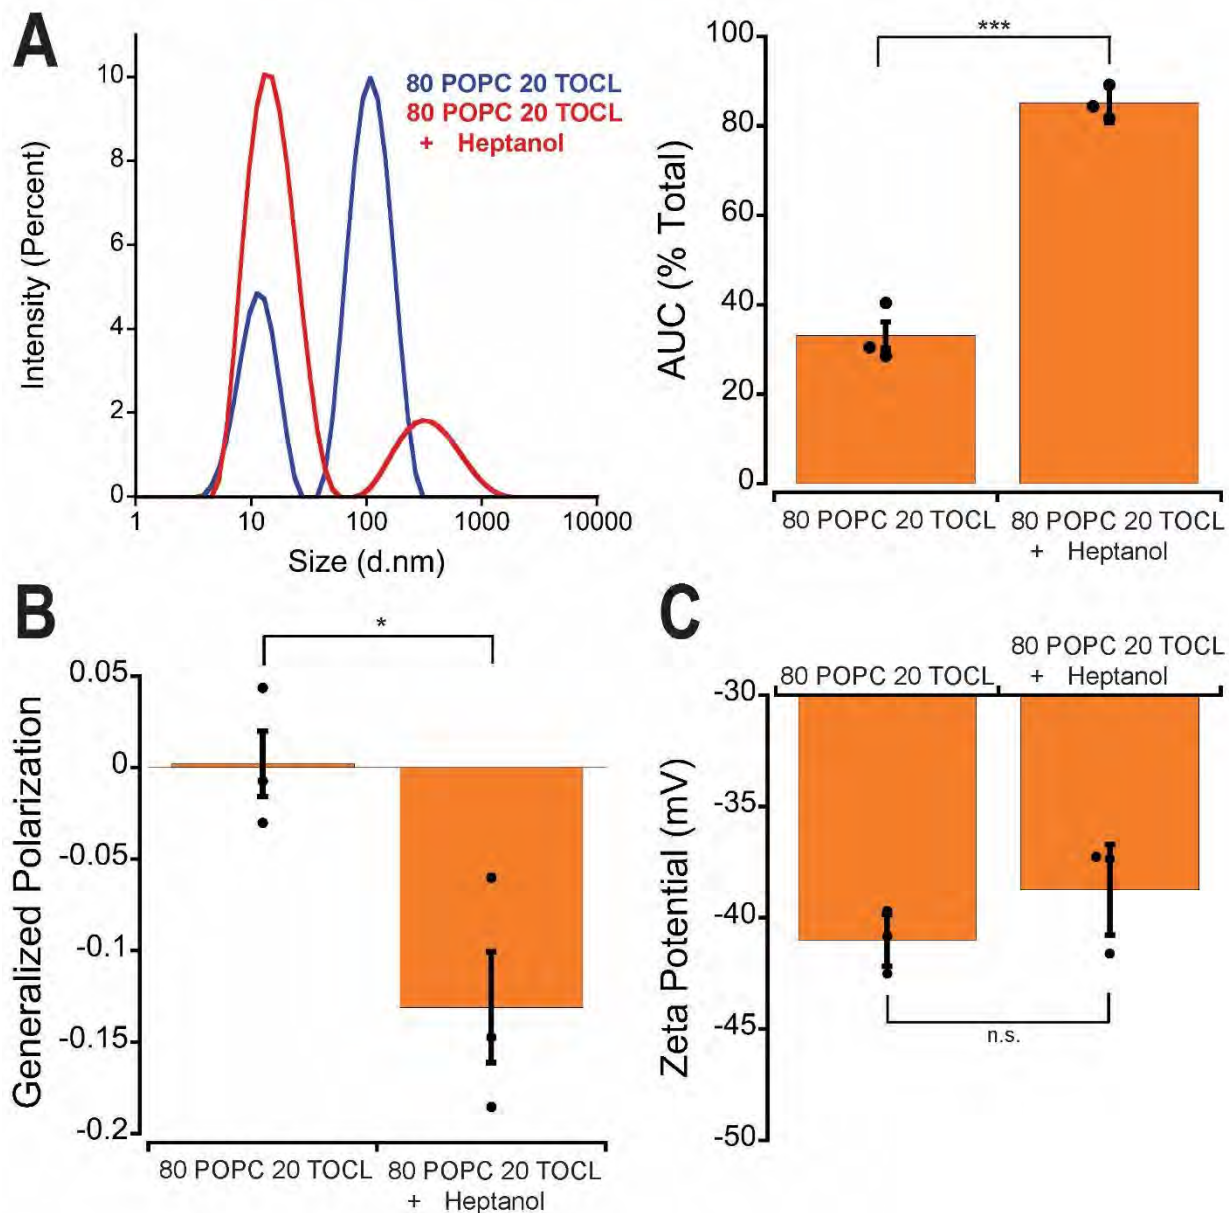 A
Intensity (Percent)
10
8
6
4
2
0
80 POPC 20 TOCL
80 POPC 20 TOCL
+ Heptanol
1 10 100 1000 10000
Size (d.nm)
AUC (% Total)
100
80
60
40
20
0
***
80 POPC 20 TOCL
80 POPC 20 TOCL
+ Heptanol
B
Generalized Polarization
0.05
0
-0.05
-0.1
-0.15
-0.2
*
80 POPC 20 TOCL
80 POPC 20 TOCL
+ Heptanol
C
80 POPC 20 TOCL
80 POPC 20 TOCL
+ Heptanol
Zeta Potential (mV)
-30
-35
-40
-45
-50
n.s.